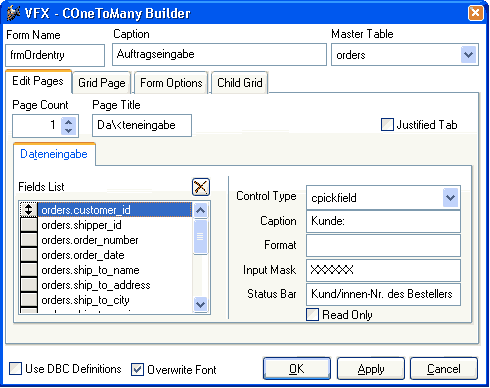 VFX - COneToMany Builder
Form Name Caption Master Table
frmOrdentry Auftragseingabe orders
Edit Pages Grid Page Form Options Child Grid
Page Count Page Title
1 Da\<teneingabe Justified Tab
Dateneingabe
Fields List
orders.customer_id
orders.shipper_id
orders.order_number
orders.order_date
orders.ship_to_name
orders.ship_to_address
orders.ship_to_city
Control Type cpickfield
Caption Kunde:
Format
Input Mask XXXXXX
Status Bar Kund/innen-Nr. des Bestellers
Read Only
Use DBC Definitions Overwrite Font OK Apply Cancel